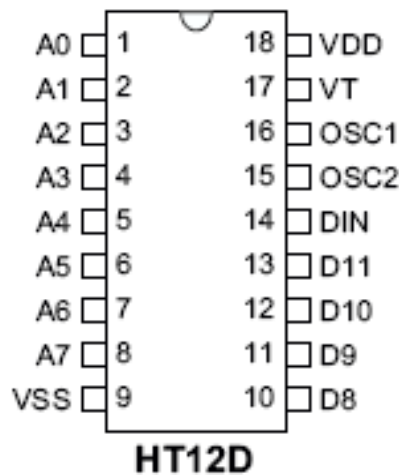 A0 1 18 VDD
A1 2 17 VT
A2 3 16 OSC1
A3 4 15 OSC2
A4 5 14 DIN
A5 6 13 D11
A6 7 12 D10
A7 8 11 D9
VSS 9 10 D8
HT12D